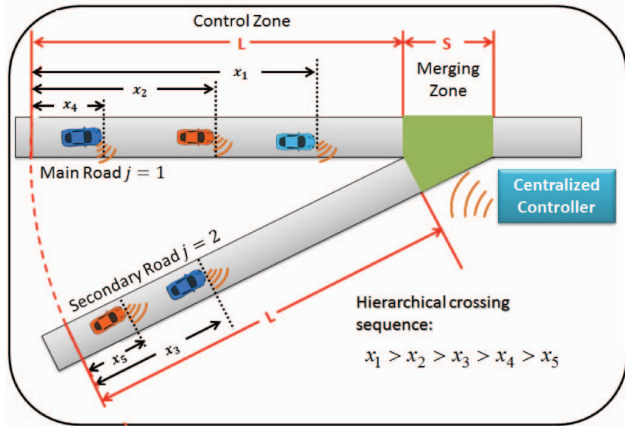 Control Zone
L
S
x₁
Merging
Zone
x₂
x₄
Main Road j = 1
Centralized
Controller
Secondary Road j = 2
L
x₅
x₃
Hierarchical crossing
sequence:
x₁ > x₂ > x₃ > x₄ > x₅